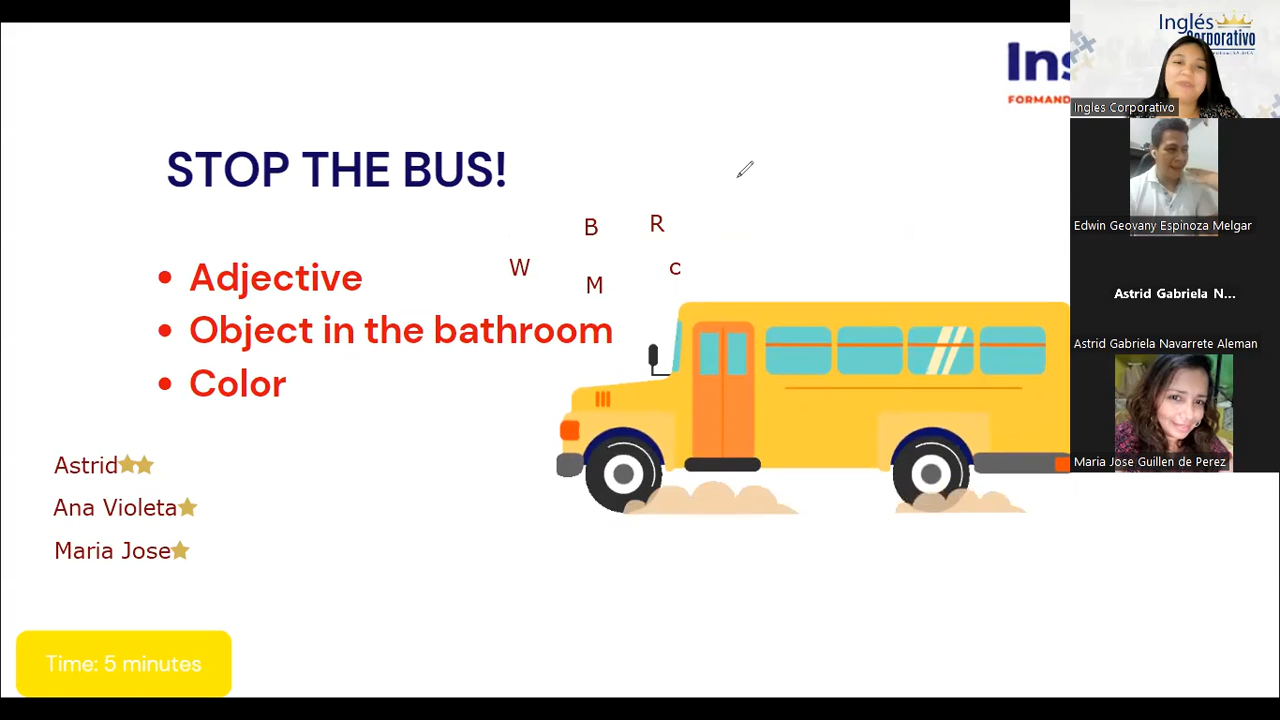 STOP THE BUS!
Adjective
Object in the bathroom
Color
B
R
W
M
c
Astrid
Ana Violeta
Maria Jose
Time: 5 minutes
Ins
FORMAND
Inglés
Corporativo
Ingles Corporativo
Edwin Geovany Espinoza Melgar
Astrid Gabriela N...
Astrid Gabriela Navarrete Aleman
Maria Jose Guillen de Perez